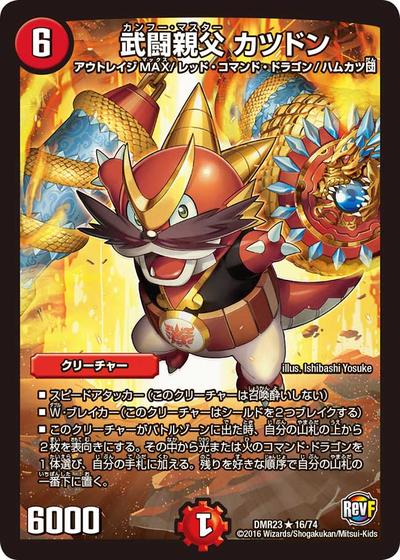 6
カンフー・マスター
武闘親父 カツドン
マックス
アウトレイジMAX/レッド・コマンド・ドラゴン/ハムカツ団
illus. Ishibashi Yosuke
クリーチャー
■ スピードアタッカー(このクリーチャーは召喚酔いしない)
■ W・ブレイカー(このクリーチャーはシールドを2つブレイクする)
■ このクリーチャーがバトルゾーンに出た時、自分の山札の上から
2枚を表向きにする。その中から光または火のコマンド・ドラゴンを
1体選び、自分の手札に加える。残りを好きな順序で自分の山札の
一番下に置く。
6000
1
DMR23 ★ 16/74
©2016 Wizards/Shogakukan/Mitsui-Kids
RevF